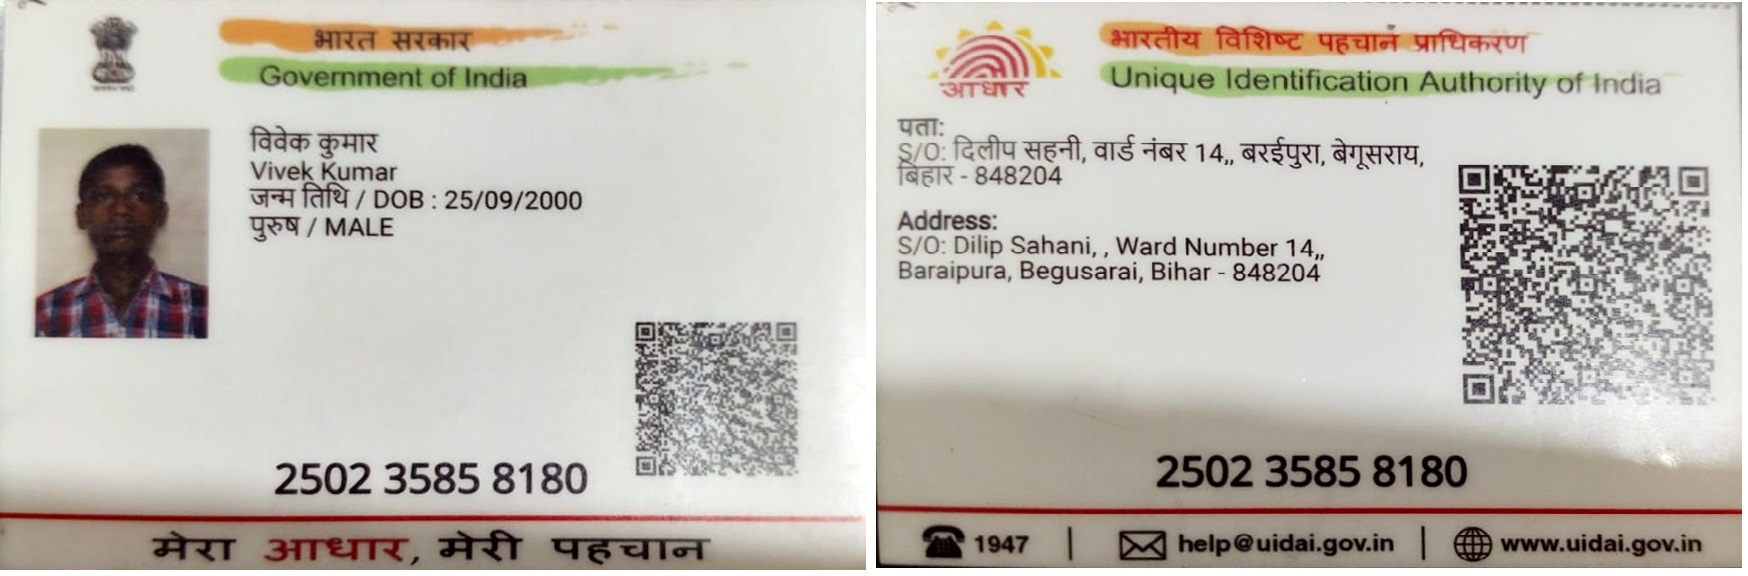 भारत सरकार
Government of India
विवेक कुमार
Vivek Kumar
जन्म तिथि / DOB : 25/09/2000
पुरुष / MALE
2502 3585 8180
मेरा आधार, मेरी पहचान
भारतीय विशिष्ट पहचान प्राधिकरण
Unique Identification Authority of India
आधार
पता:
S/O: दिलीप सहनी, वार्ड नंबर 14,, बरईपुरा, बेगूसराय,
बिहार - 848204
Address:
S/O: Dilip Sahani, , Ward Number 14,,
Baraipura, Begusarai, Bihar - 848204
2502 3585 8180
1947 | help@uidai.gov.in | www.uidai.gov.in